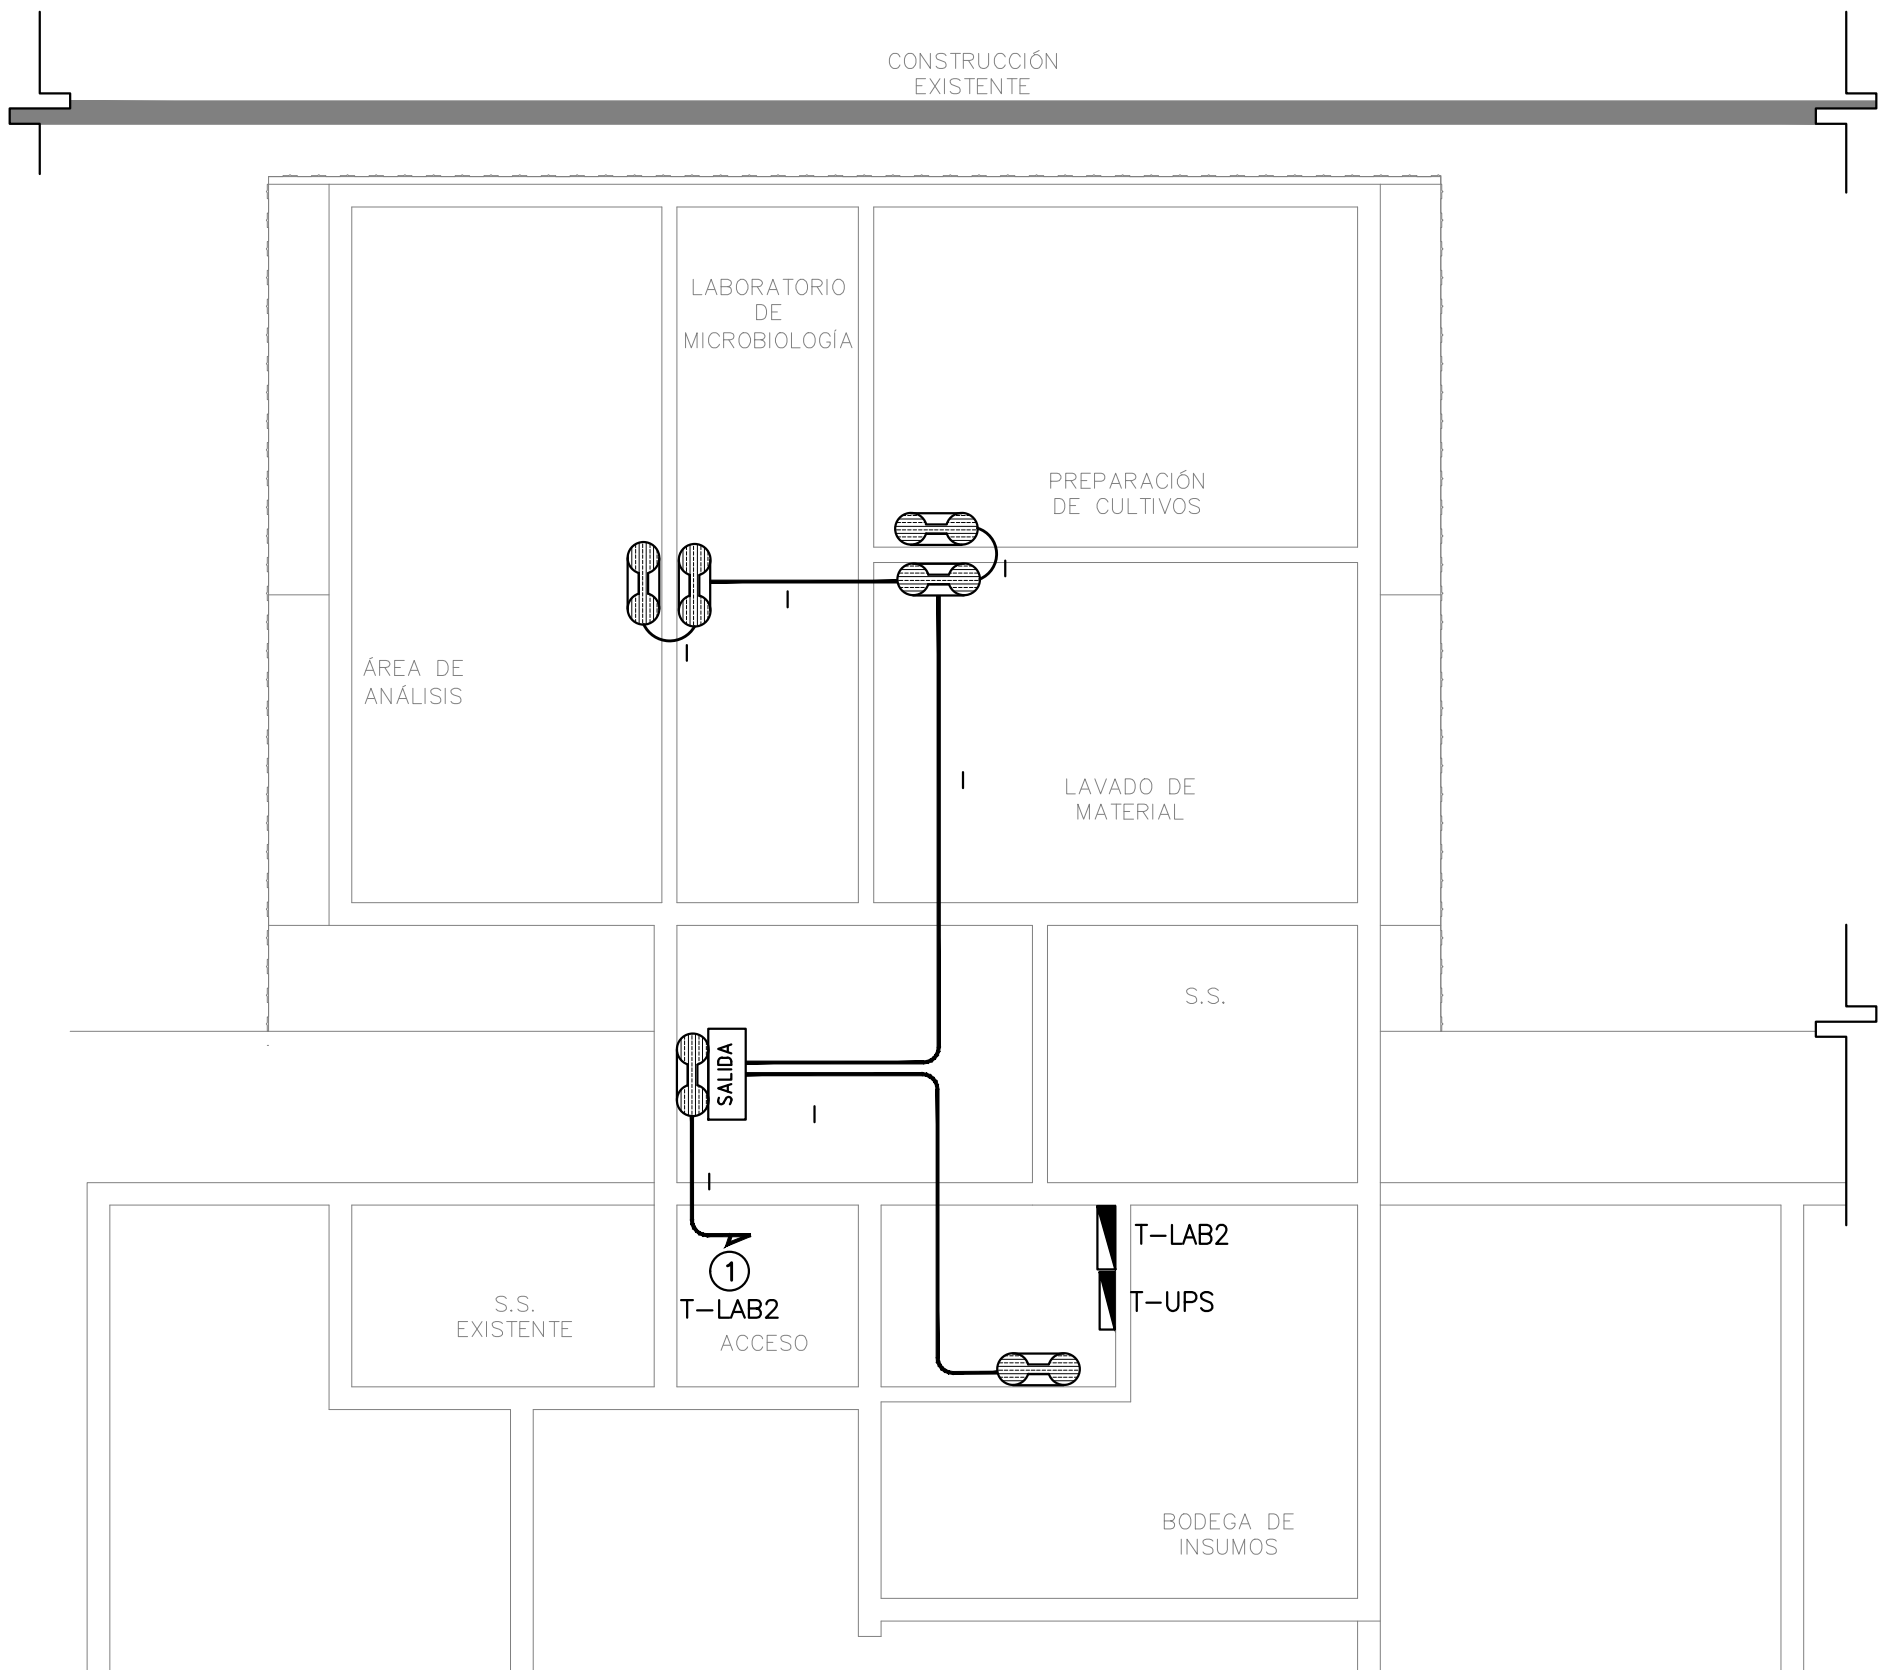 CONSTRUCCIÓN
EXISTENTE
LABORATORIO
DE
MICROBIOLOGÍA
PREPARACIÓN
DE CULTIVOS
ÁREA DE
ANÁLISIS
LAVADO DE
MATERIAL
S.S.
SALIDA
T-LAB2
1
T-LAB2
T-UPS
S.S.
EXISTENTE
ACCESO
BODEGA DE
INSUMOS